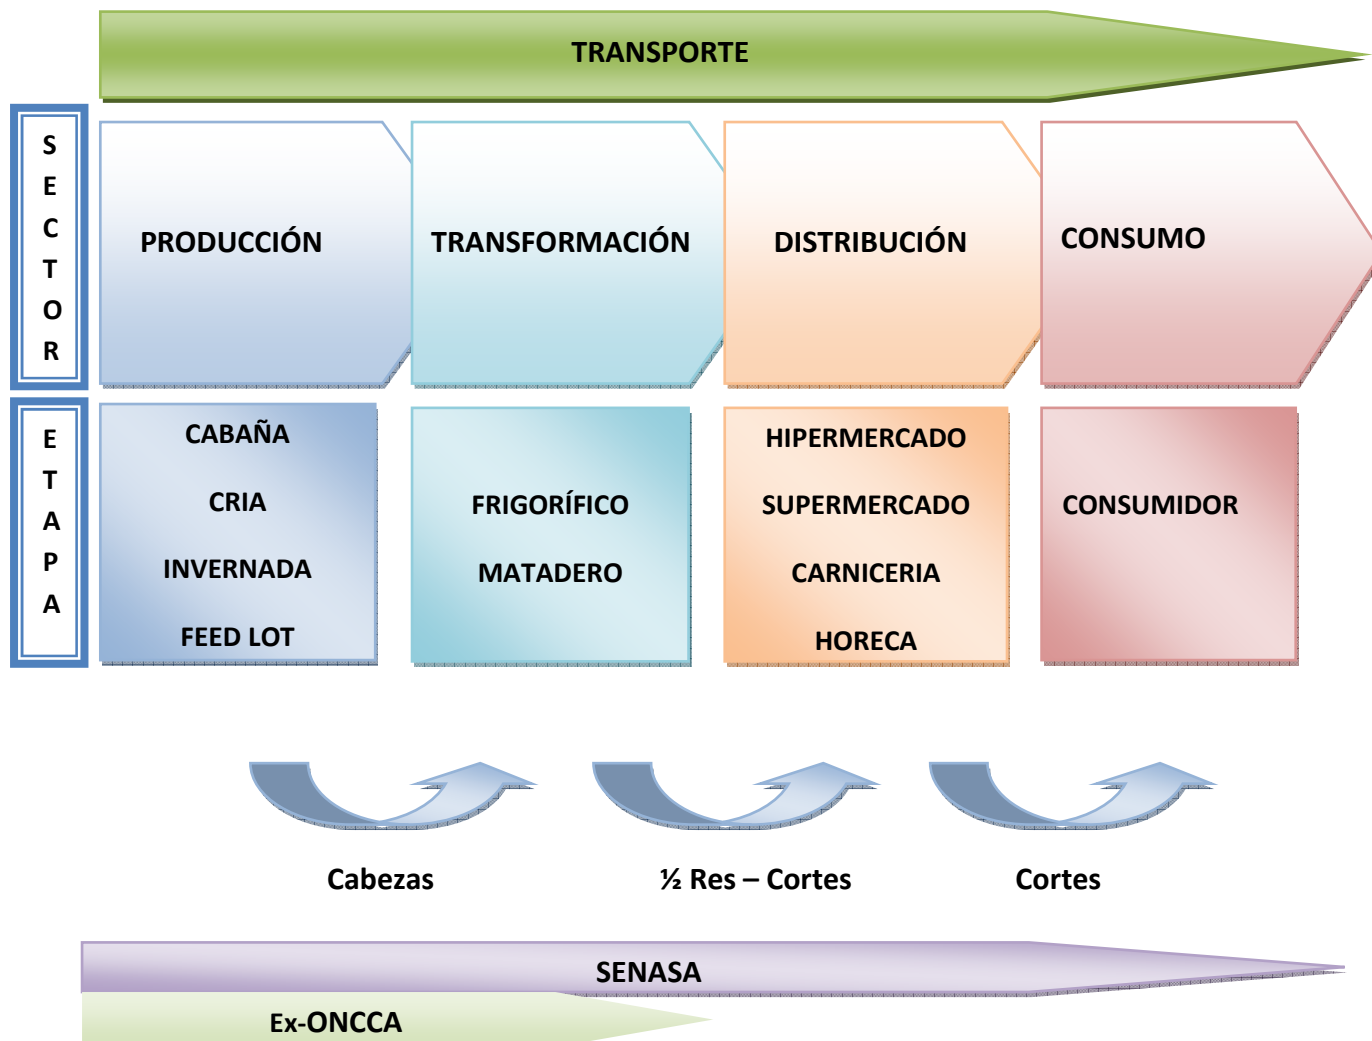 TRANSPORTE
SECTOR
PRODUCCIÓN
TRANSFORMACIÓN
DISTRIBUCIÓN
CONSUMO
ETAPA
CABAÑA
CRIA
INVERNADA
FEED LOT
FRIGORÍFICO
MATADERO
HIPERMERCADO
SUPERMERCADO
CARNICERIA
HORECA
CONSUMIDOR
Cabezas
½ Res – Cortes
Cortes
SENASA
Ex-ONCCA